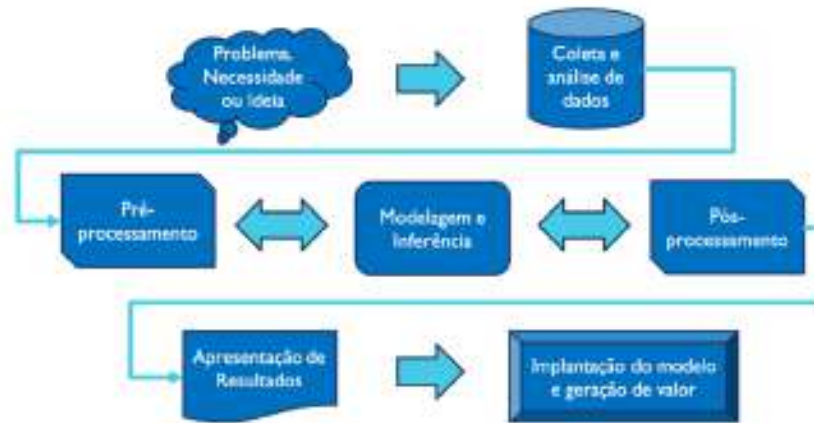 Problema,
Necessidade
ou Ideia
Coleta e
análise de
dados
Pré-
processamento
Modelagem e
Inferência
Pós-
processamento
Apresentação de
Resultados
Implantação do modelo
e geração de valor